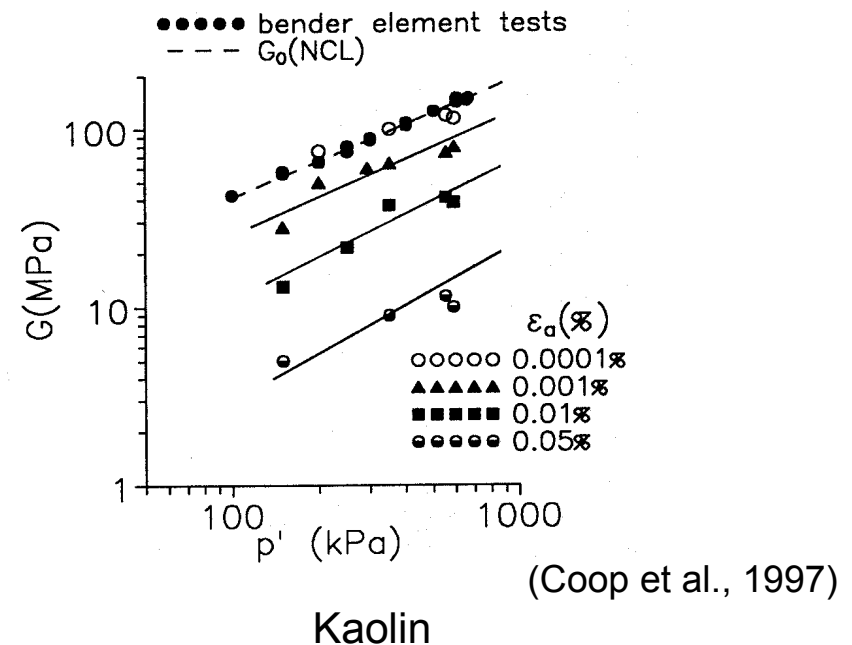 ●●●●● bender element tests
– – – G₀(NCL)
100
10
1
G(MPa)
εₐ(%)
○○○○○ 0.0001%
▲▲▲▲▲ 0.001%
■■■■■ 0.01%
◒◒◒◒◒ 0.05%
100 1000
p' (kPa)
(Coop et al., 1997)
Kaolin